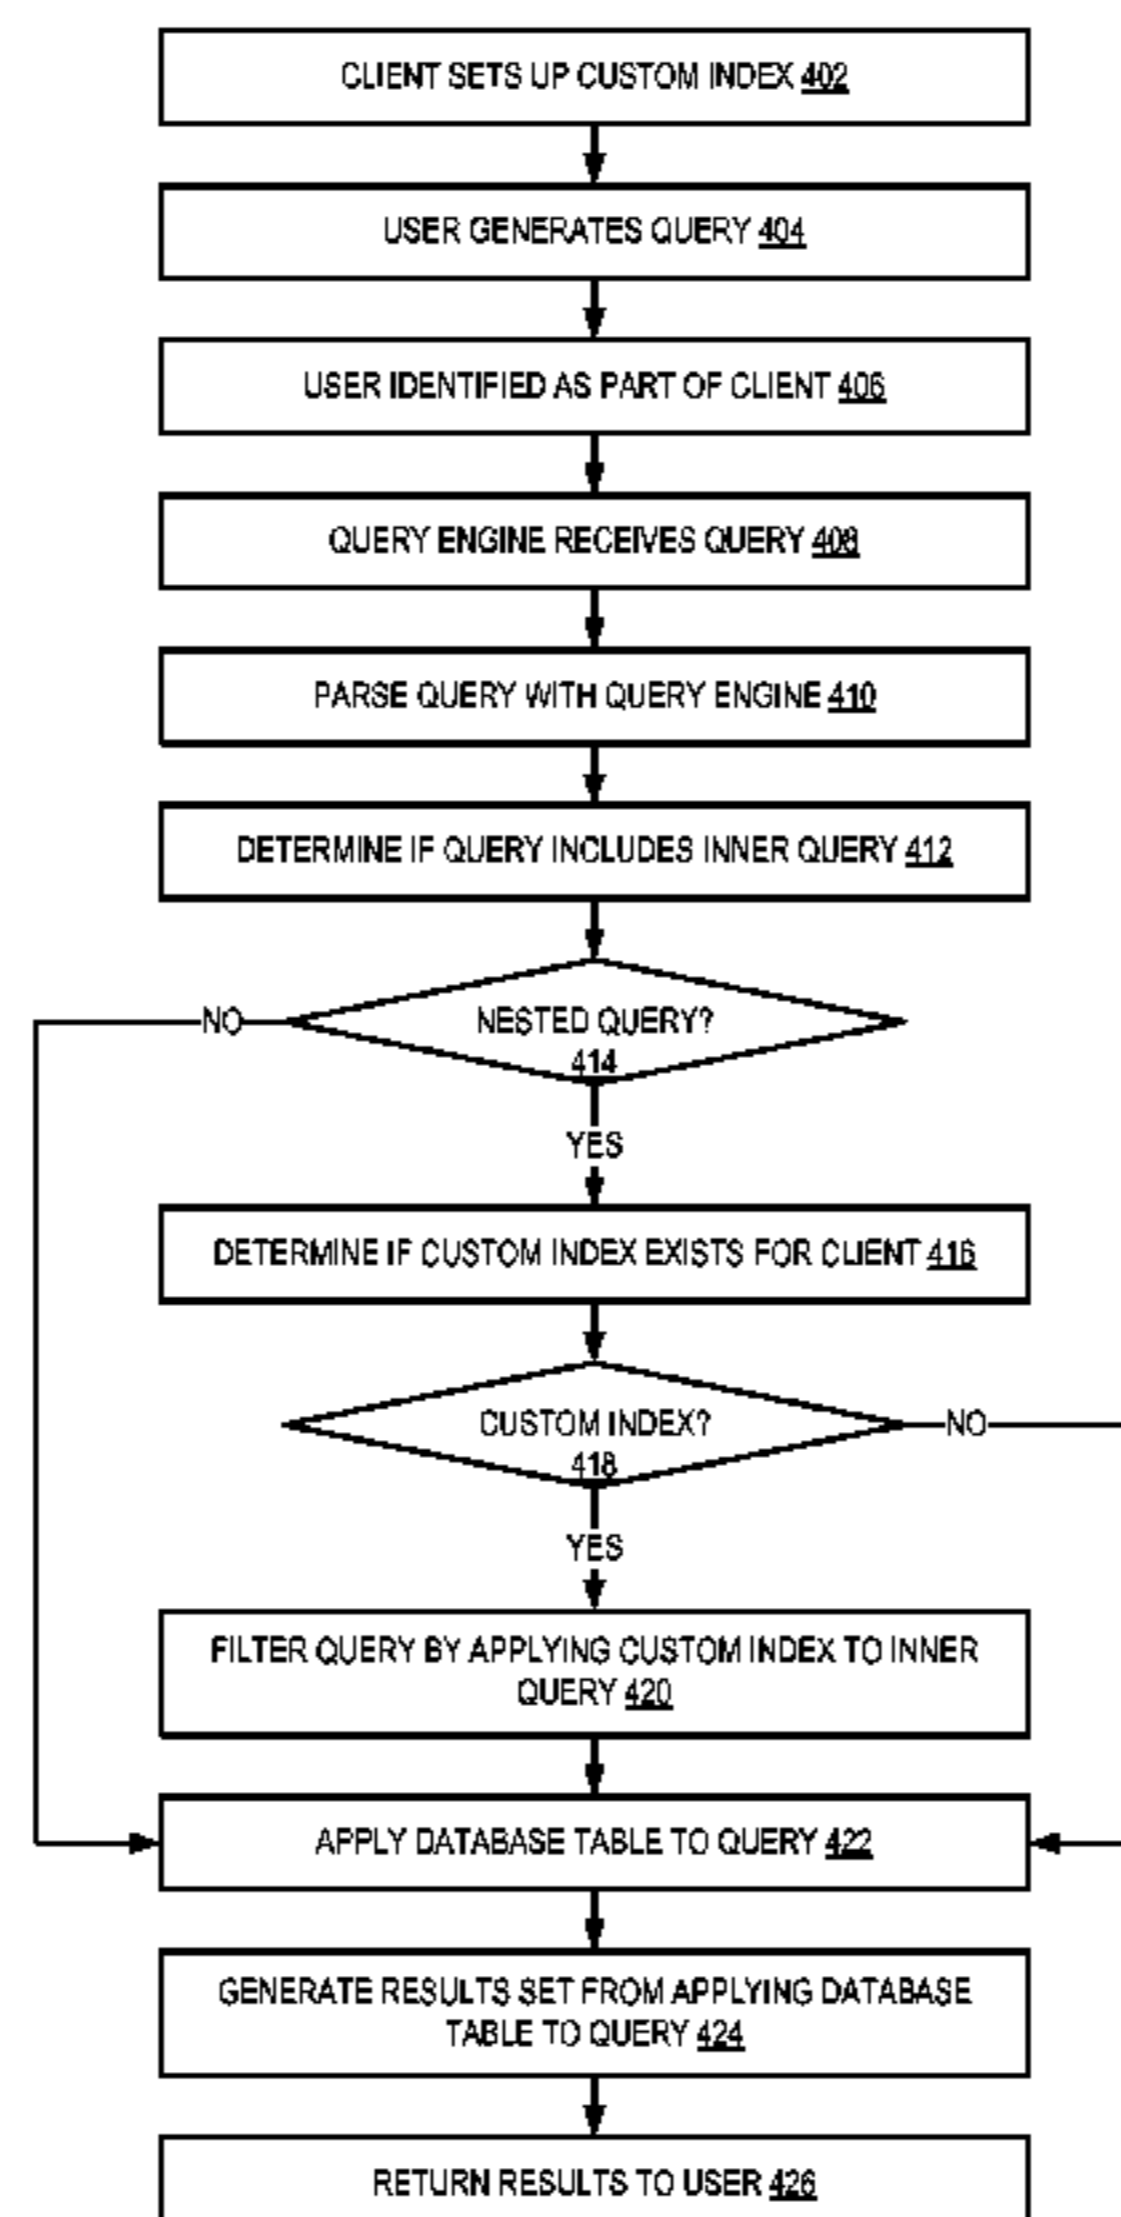 CLIENT SETS UP CUSTOM INDEX 402
USER GENERATES QUERY 404
USER IDENTIFIED AS PART OF CLIENT 406
QUERY ENGINE RECEIVES QUERY 408
PARSE QUERY WITH QUERY ENGINE 410
DETERMINE IF QUERY INCLUDES INNER QUERY 412
NO
NESTED QUERY?
414
YES
DETERMINE IF CUSTOM INDEX EXISTS FOR CLIENT 416
CUSTOM INDEX?
NO
418
YES
FILTER QUERY BY APPLYING CUSTOM INDEX TO INNER
QUERY 420
APPLY DATABASE TABLE TO QUERY 422
GENERATE RESULTS SET FROM APPLYING DATABASE
TABLE TO QUERY 424
RETURN RESULTS TO USER 426